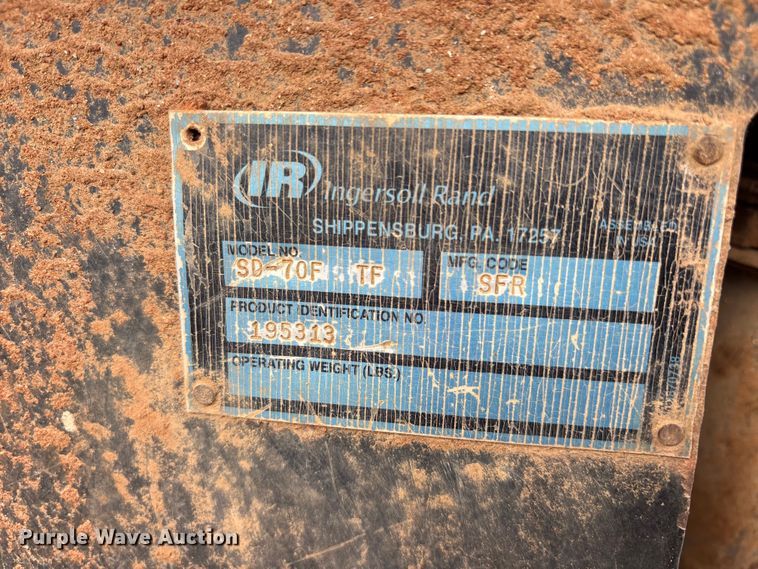 IR Ingersoll Rand
SHIPPENSBURG, PA. 17257
ASSEMBLED
IN USA
MODEL NO.
SD-70F TF
MFG. CODE
SFR
PRODUCT IDENTIFICATION NO.
195313
OPERATING WEIGHT (LBS.)
Purple Wave Auction